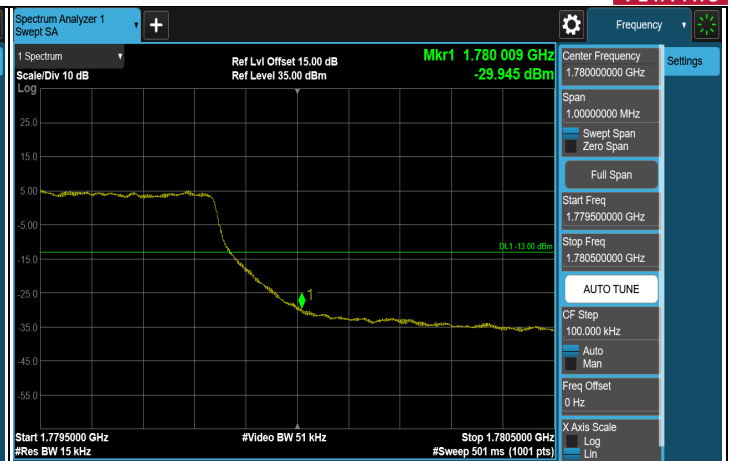 Spectrum Analyzer 1
Swept SA
Frequency
1 Spectrum
Scale/Div 10 dB
Log
Ref Lvl Offset 15.00 dB
Ref Level 35.00 dBm
Mkr1 1.780 009 GHz
-29.945 dBm
25.0
15.0
5.00
-5.00
-15.0
-25.0
-35.0
-45.0
-55.0
DL1 -13.00 dBm
1
Start 1.7795000 GHz
#Res BW 15 kHz
#Video BW 51 kHz
Stop 1.7805000 GHz
#Sweep 501 ms (1001 pts)
Center Frequency
1.780000000 GHz
Settings
Span
1.00000000 MHz
Swept Span
Zero Span
Full Span
Start Freq
1.779500000 GHz
Stop Freq
1.780500000 GHz
AUTO TUNE
CF Step
100.000 kHz
Auto
Man
Freq Offset
0 Hz
X Axis Scale
Log
Lin